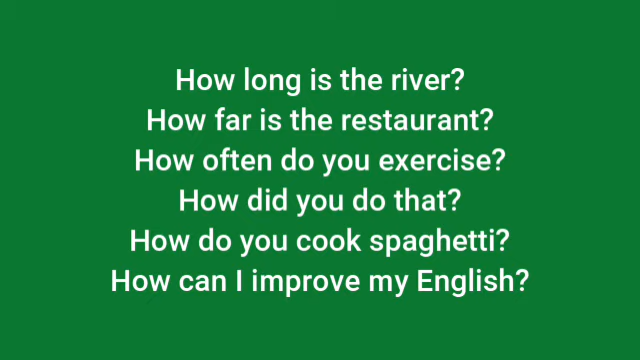 How long is the river?
How far is the restaurant?
How often do you exercise?
How did you do that?
How do you cook spaghetti?
How can I improve my English?